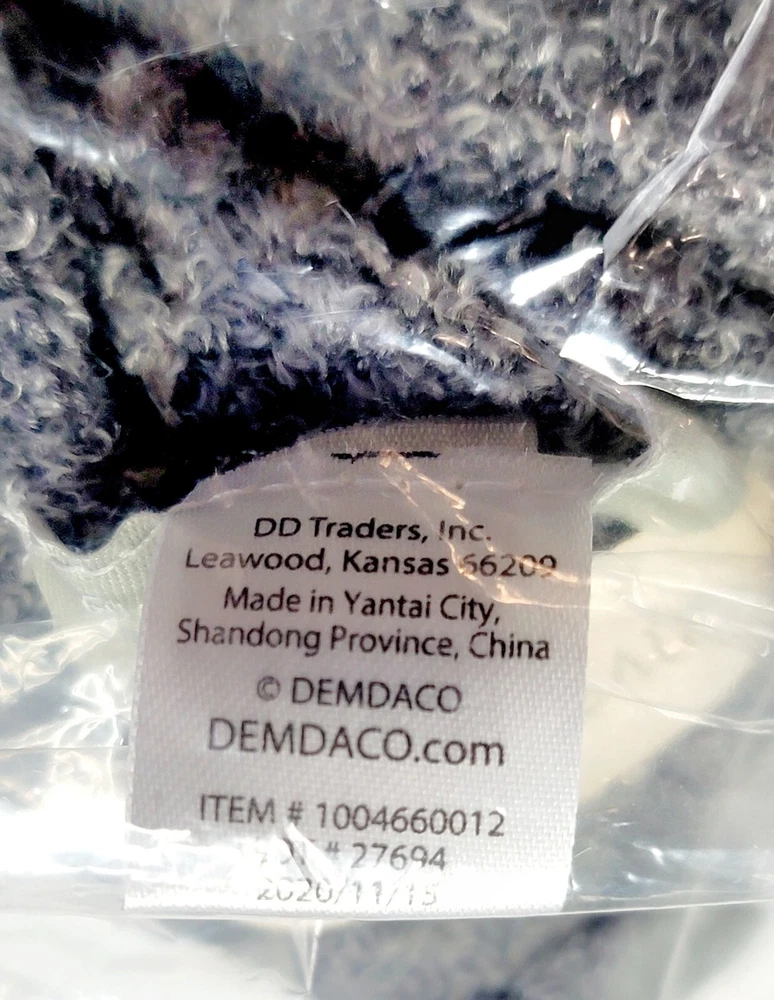 DD Traders, Inc.
Leawood, Kansas 66209
Made in Yantai City,
Shandong Province, China
© DEMDACO
DEMDACO.com
ITEM # 1004660012
# 27694
2020/11/15